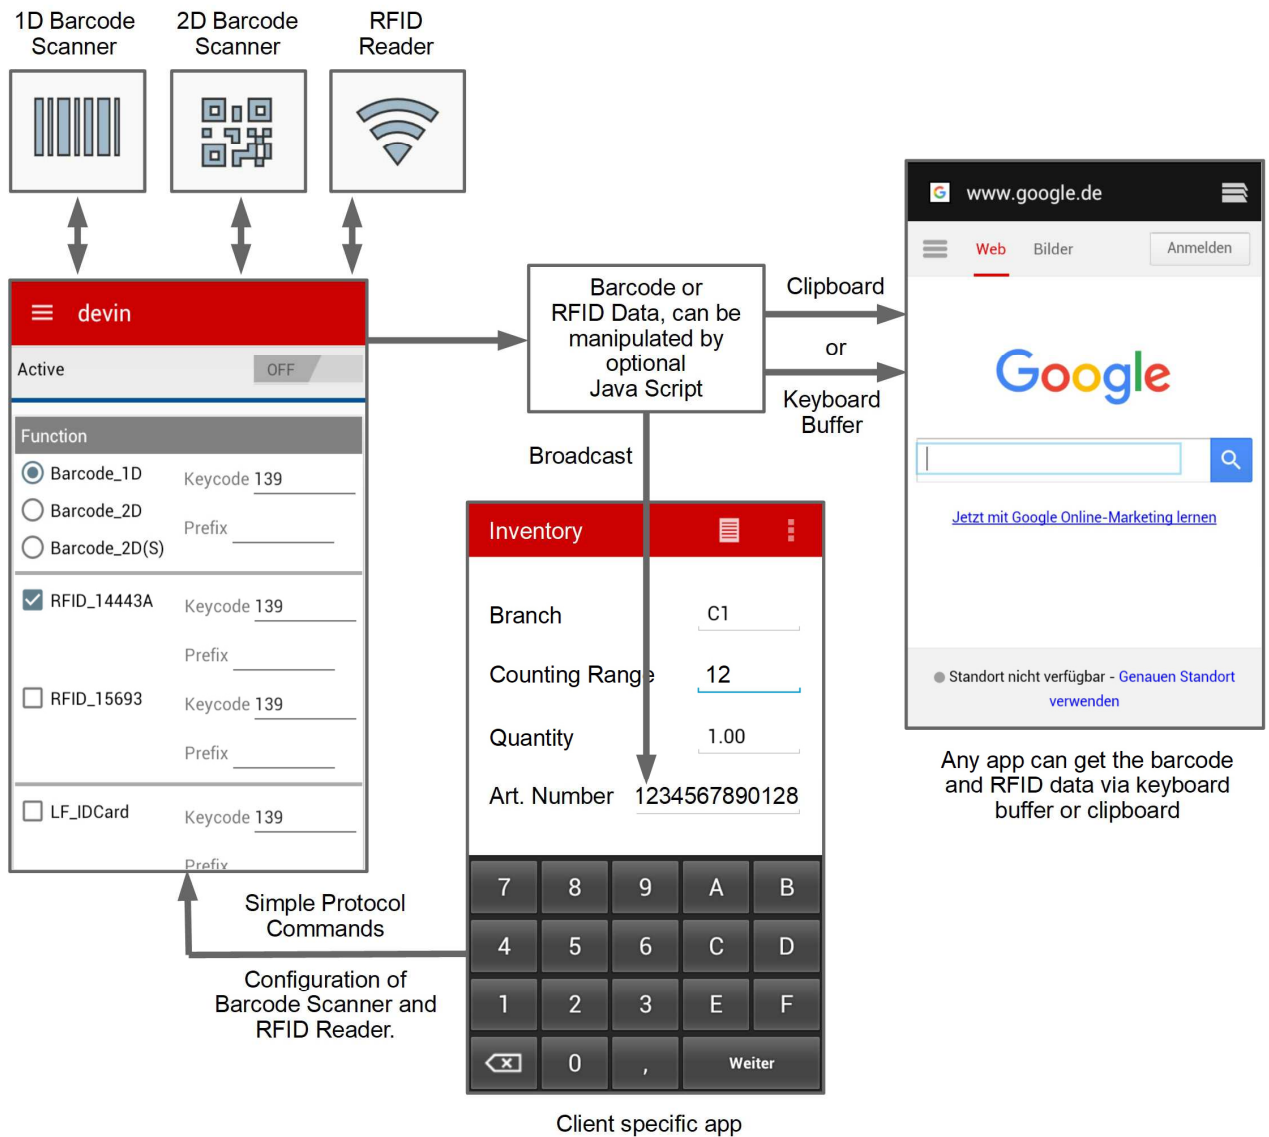 1D Barcode
Scanner
2D Barcode
Scanner
RFID
Reader
devin
Active
OFF
Function
Barcode_1D
Keycode 139
Barcode_2D
Prefix
Barcode_2D(S)
RFID_14443A
Keycode 139
Prefix
RFID_15693
Keycode 139
Prefix
LF_IDCard
Keycode 139
Prefix
Barcode or
RFID Data, can be
manipulated by
optional
Java Script
Clipboard
or
Keyboard
Buffer
Broadcast
G www.google.de
Web
Bilder
Anmelden
Google
Jetzt mit Google Online-Marketing lernen
Standort nicht verfügbar - Genauen Standort
verwenden
Any app can get the barcode
and RFID data via keyboard
buffer or clipboard
Inventory
Branch
C1
Counting Range
12
Quantity
1.00
Art. Number
1234567890128
7 8 9 A B
4 5 6 C D
1 2 3 E F
0 , Weiter
Client specific app
Simple Protocol
Commands
Configuration of
Barcode Scanner and
RFID Reader.